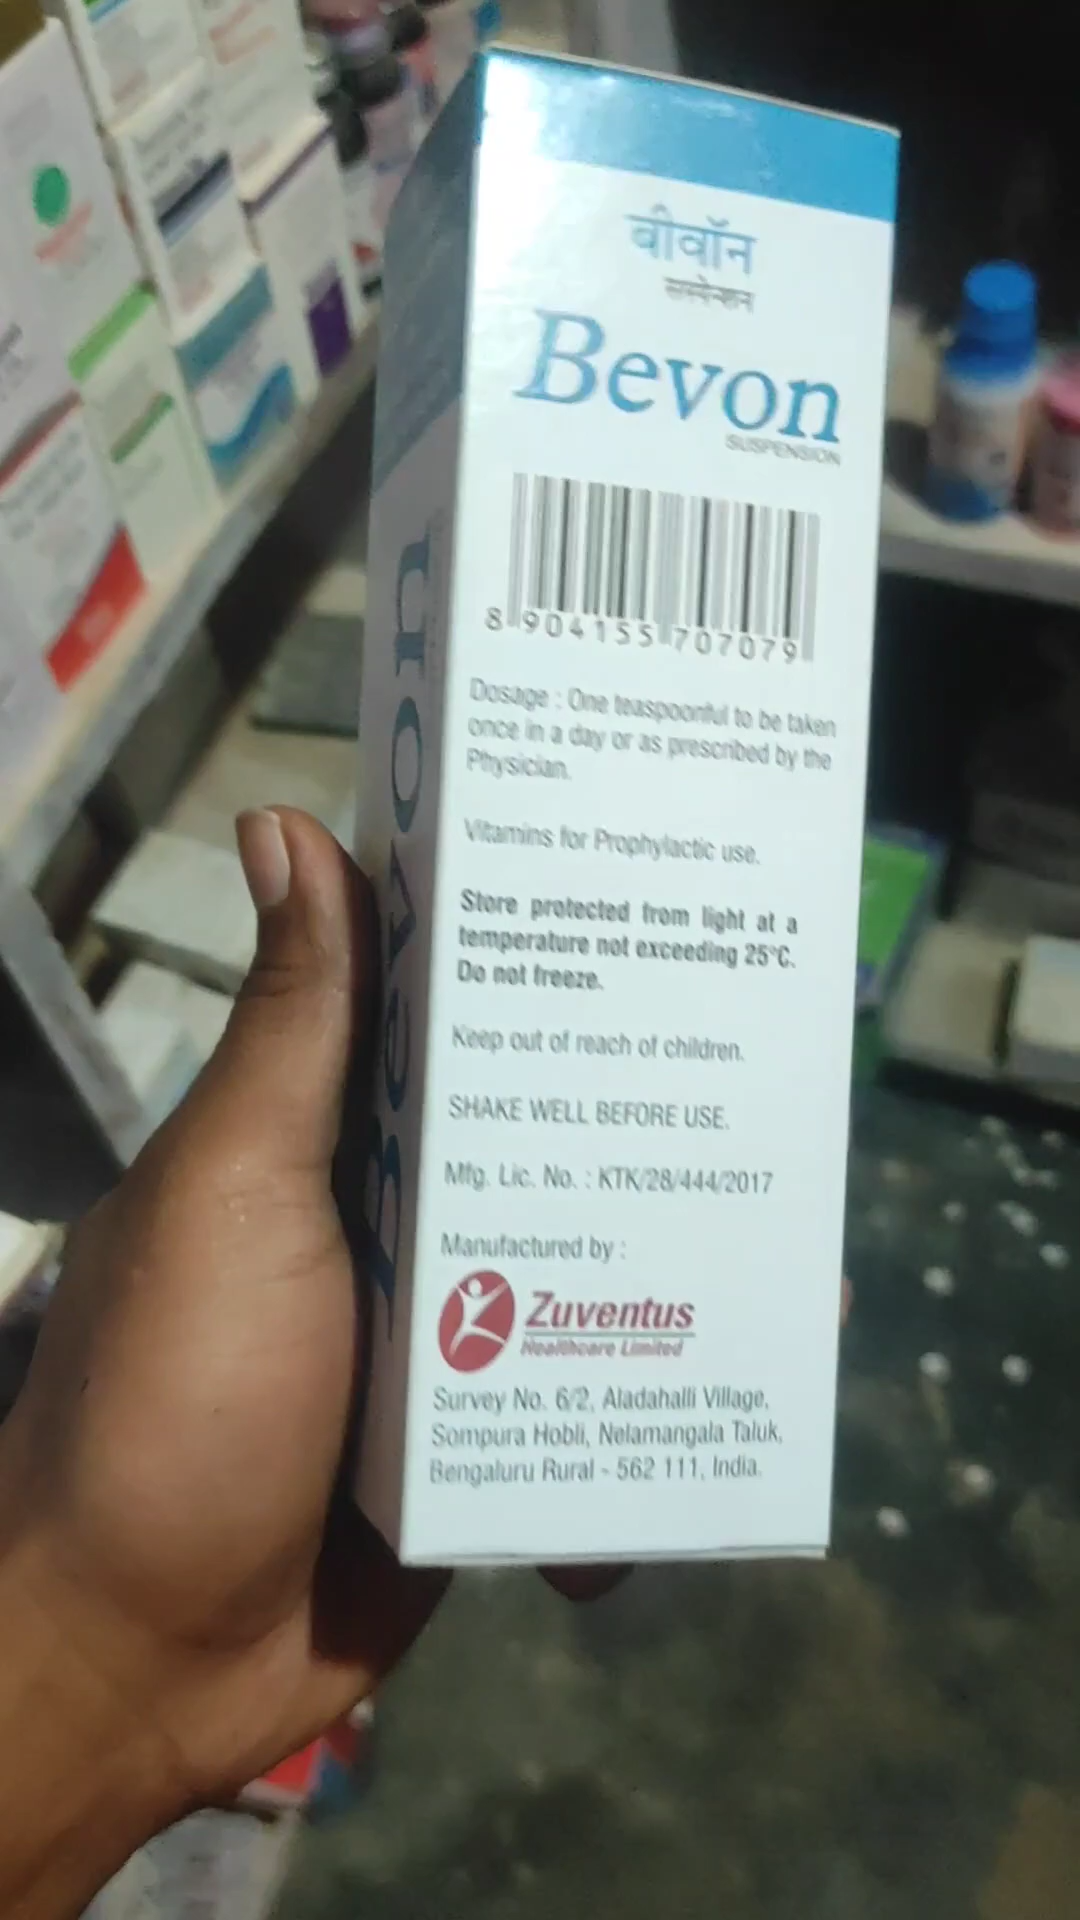 बीवॉन
सस्पेन्शन
Bevon
SUSPENSION
8 904155 707079
Dosage : One teaspoonful to be taken
once in a day or as prescribed by the
Physician.
Vitamins for Prophylactic use.
Store protected from light at a
temperature not exceeding 25°C.
Do not freeze.
Keep out of reach of children.
SHAKE WELL BEFORE USE.
Mfg. Lic. No. : KTK/28/444/2017
Manufactured by :
Zuventus
Healthcare Limited
Survey No. 6/2, Aladahalli Village,
Sompura Hobli, Nelamangala Taluk,
Bengaluru Rural - 562 111, India.
Bevon